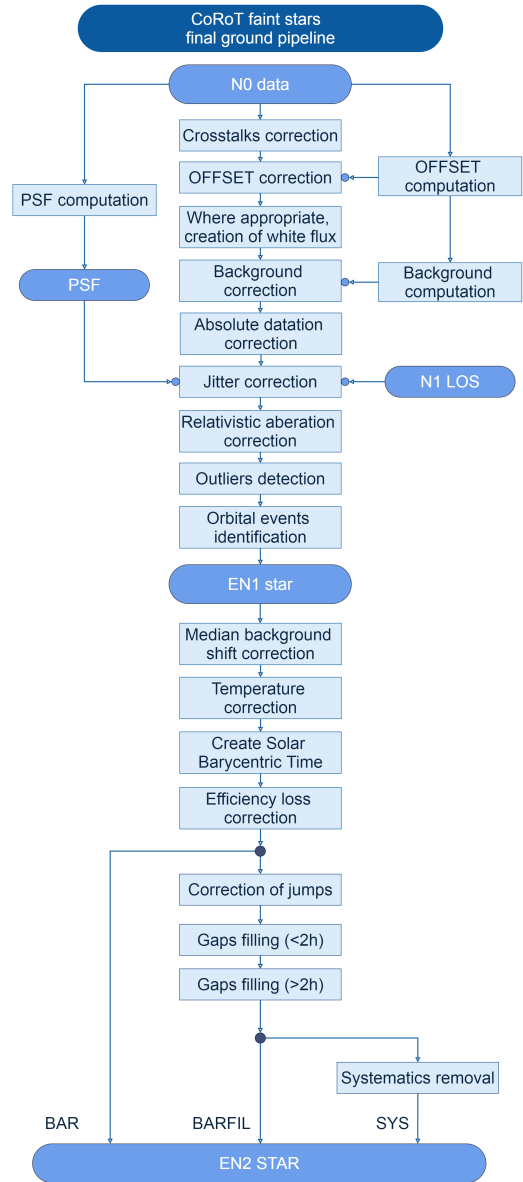 CoRoT faint stars
final ground pipeline
N0 data
Crosstalks correction
OFFSET correction
OFFSET
computation
PSF computation
Where appropriate,
creation of white flux
PSF
Background
correction
Background
computation
Absolute datation
correction
Jitter correction
N1 LOS
Relativistic aberation
correction
Outliers detection
Orbital events
identification
EN1 star
Median background
shift correction
Temperature
correction
Create Solar
Barycentric Time
Efficiency loss
correction
Correction of jumps
Gaps filling (<2h)
Gaps filling (>2h)
Systematics removal
BAR
BARFIL
SYS
EN2 STAR